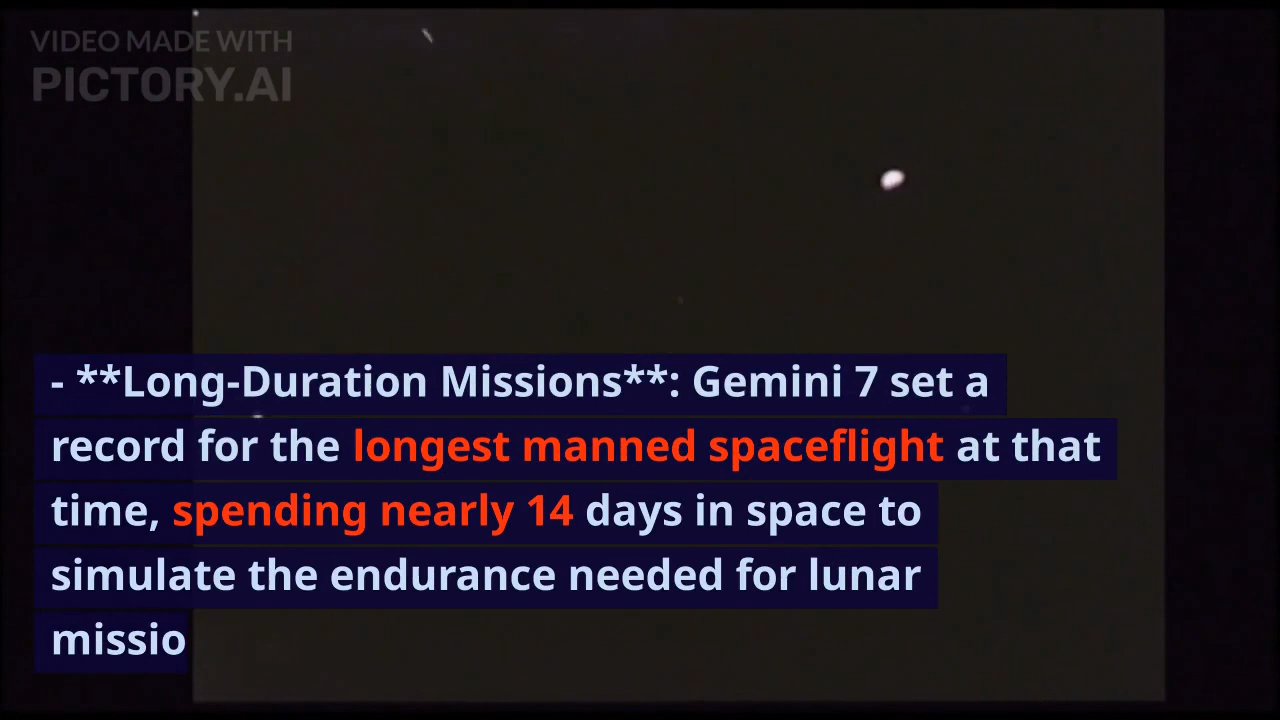 VIDEO MADE WITH
PICTORY.AI
- **Long-Duration Missions**: Gemini 7 set a
record for the longest manned spaceflight at that
time, spending nearly 14 days in space to
simulate the endurance needed for lunar
missio